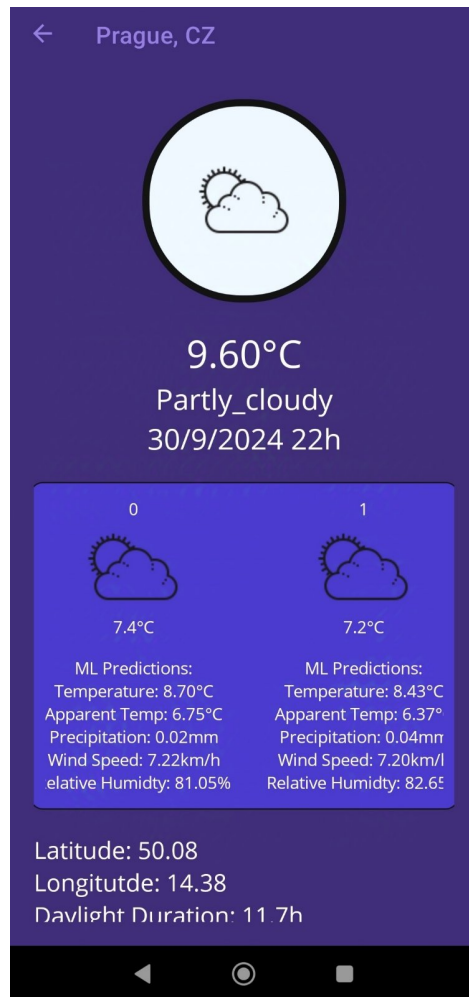 Prague, CZ
9.60°C
Partly_cloudy
30/9/2024 22h
0
7.4°C
ML Predictions:
Temperature: 8.70°C
Apparent Temp: 6.75°C
Precipitation: 0.02mm
Wind Speed: 7.22km/h
elative Humidty: 81.05%
1
7.2°C
ML Predictions:
Temperature: 8.43°C
Apparent Temp: 6.37°
Precipitation: 0.04mm
Wind Speed: 7.20km/
Relative Humidty: 82.65
Latitude: 50.08
Longitutde: 14.38
Daylight Duration: 11.7h